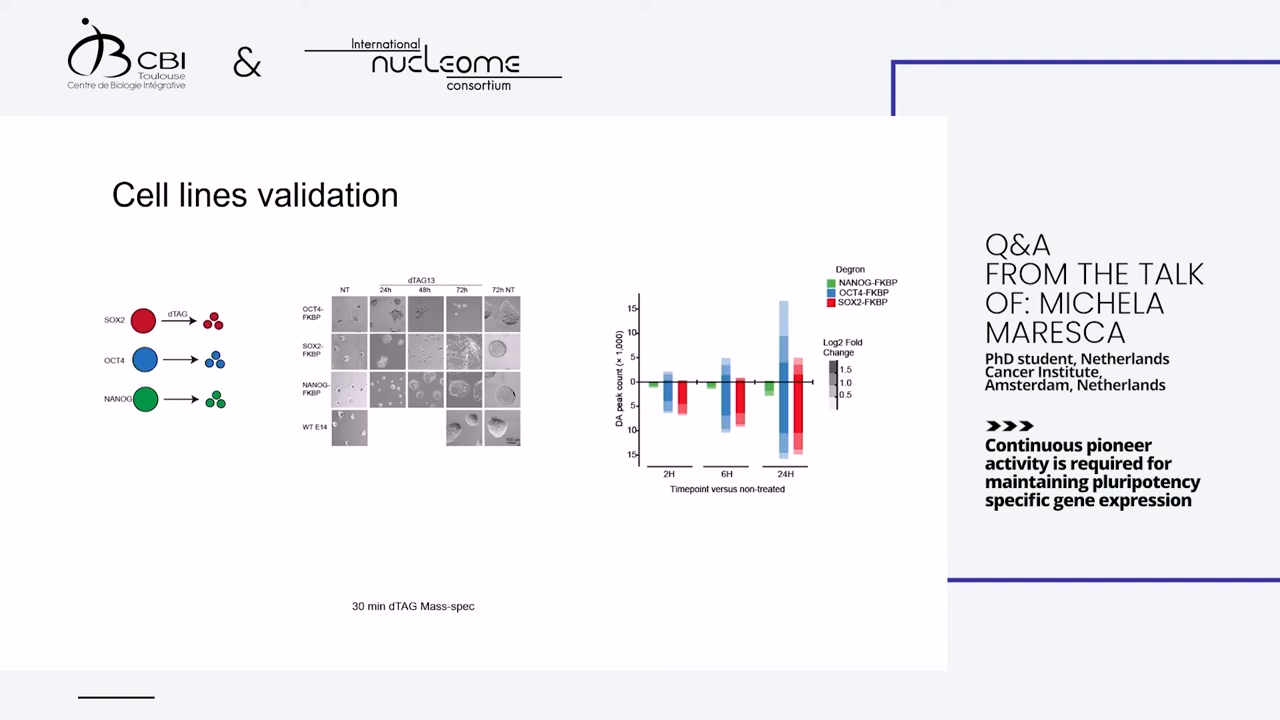 CBI
Toulouse
Centre de Biologie Intégrative
&
International
nucleome
consortium
Cell lines validation
SOX2
dTAG
OCT4
NANOG
dTAG13
NT
24h
48h
72h
72h NT
OCT4-
FKBP
SOX2-
FKBP
NANOG-
FKBP
WT E14
30 min dTAG Mass-spec
DA peak count (× 1,000)
15
10
5
0
5
10
15
2H
6H
24H
Timepoint versus non-treated
Degron
NANOG-FKBP
OCT4-FKBP
SOX2-FKBP
Log2 Fold
Change
1.5
1.0
0.5
Q&A
FROM THE TALK
OF: MICHELA
MARESCA
PhD student, Netherlands
Cancer Institute,
Amsterdam, Netherlands
Continuous pioneer
activity is required for
maintaining pluripotency
specific gene expression